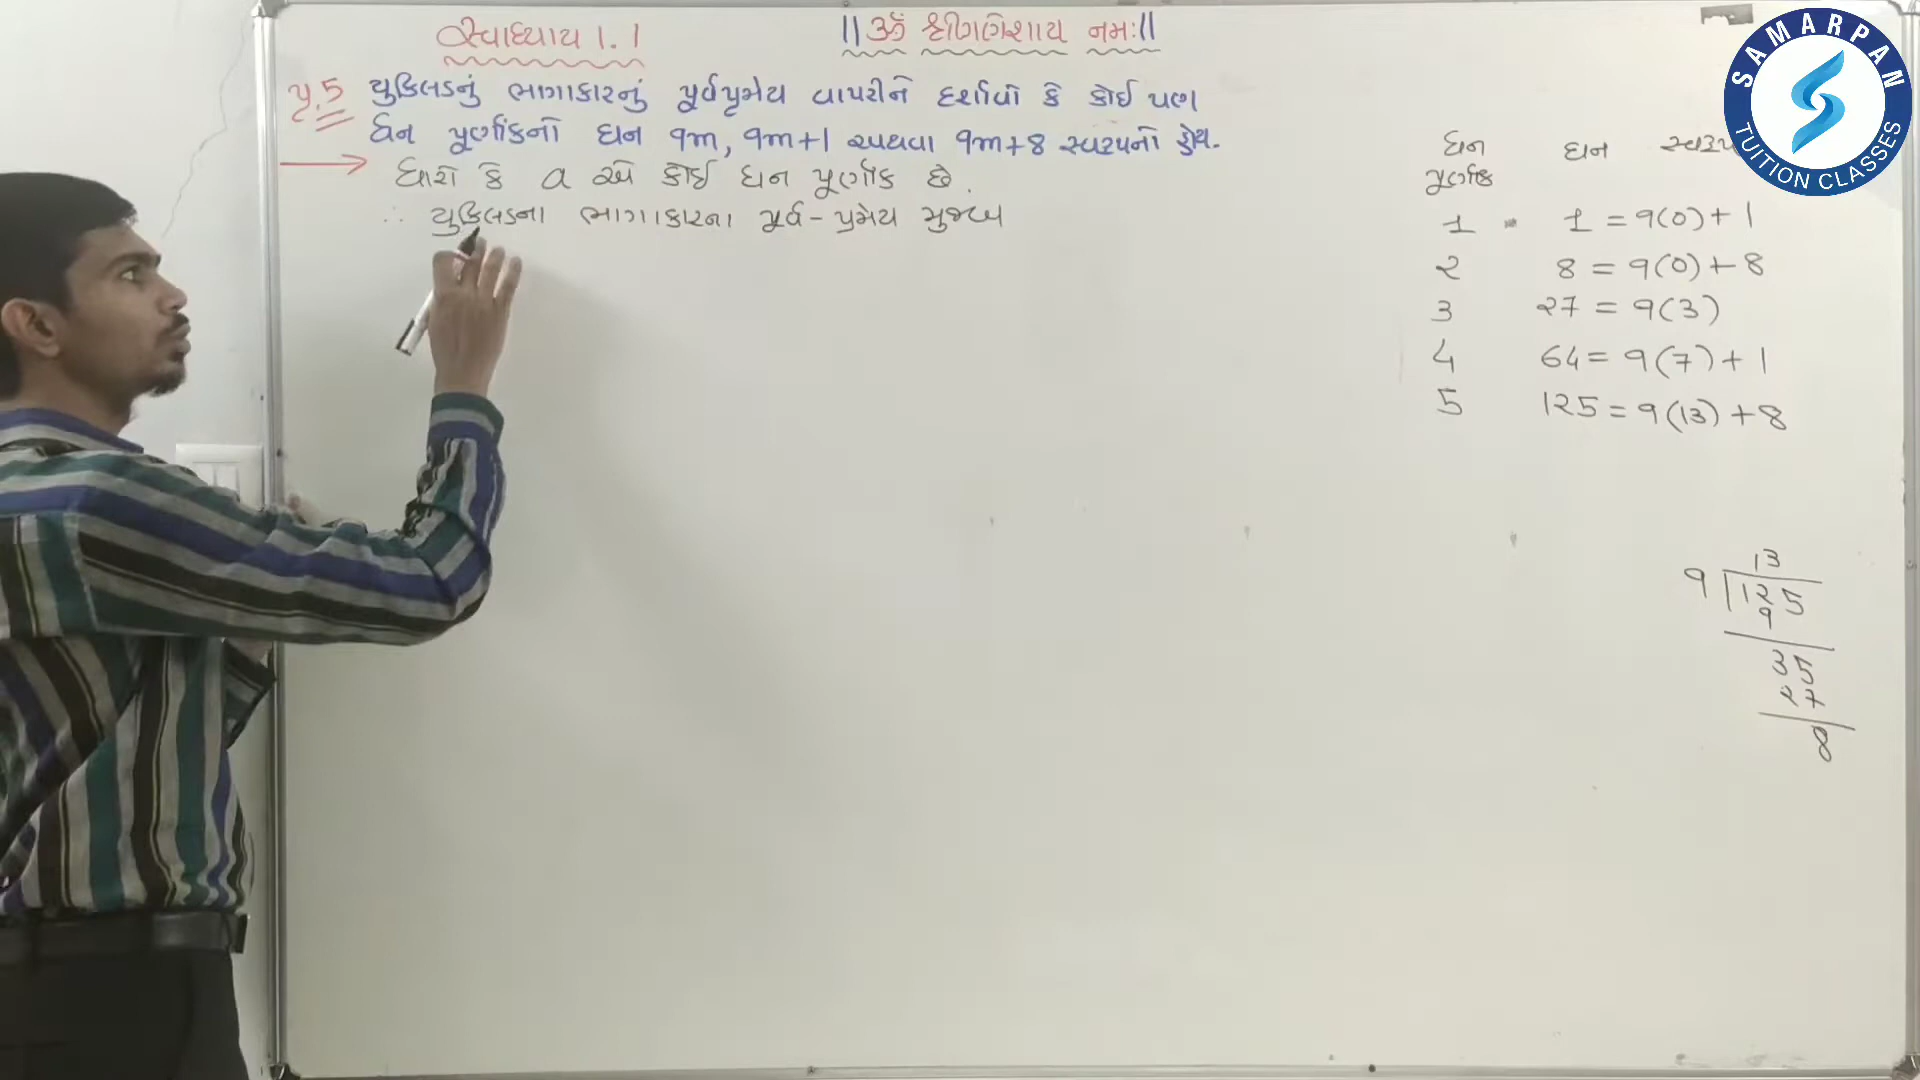 સ્વાધ્યાય 1.1
||ૐ શ્રીગણેશાય નમઃ||
પ્ર.5 યુક્લિડનું ભાગાકારનું પૂર્વપ્રમેય વાપરીને દર્શાવો કે કોઈ પણ
ધન પૂર્ણાંકનો ઘન 9m, 9m+1 અથવા 9m+8 સ્વરૂપનો હોય.
ધારો કે a એ કોઈ ધન પૂર્ણાંક છે.
∴ યુક્લિડના ભાગાકારના પૂર્વ-પ્રમેય મુજબ
ધન પૂર્ણાંક ઘન સ્વરૂપ
1 1 = 9(0)+1
2 8 = 9(0)+8
3 27 = 9(3)
4 64 = 9(7)+1
5 125 = 9(13)+8
13
9 125
9
35
27
8
SAMARPAN
TUITION CLASSES